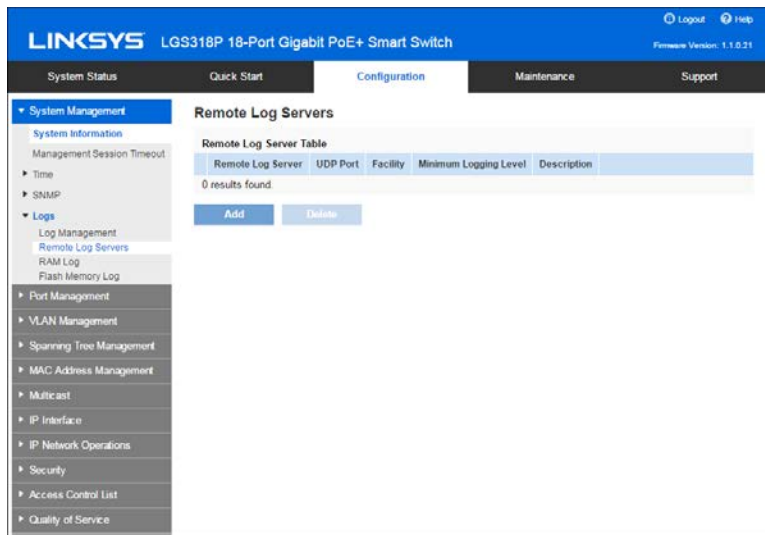 Logout Help
LINKSYS LGS318P 18-Port Gigabit PoE+ Smart Switch
Firmware Version: 1.1.0.21
System Status Quick Start Configuration Maintenance Support
System Management
System Information
Management Session Timeout
Time
SNMP
Logs
Log Management
Remote Log Servers
RAM Log
Flash Memory Log
Port Management
VLAN Management
Spanning Tree Management
MAC Address Management
Multicast
IP Interface
IP Network Operations
Security
Access Control List
Quality of Service
Remote Log Servers
Remote Log Server Table
Remote Log Server UDP Port Facility Minimum Logging Level Description
0 results found.
Add Delete